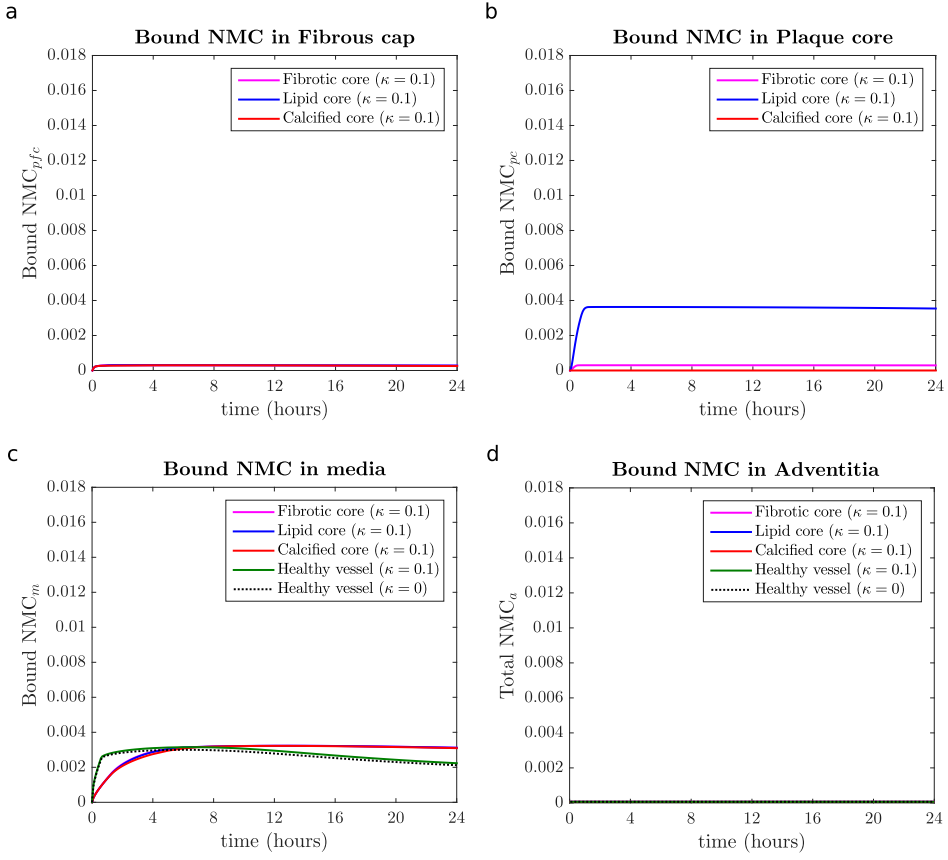 a
Bound NMC in Fibrous cap
0.018
0.016
0.014
0.012
0.01
0.008
0.006
0.004
0.002
0
Bound NMC_pfc
Fibrotic core (κ = 0.1)
Lipid core (κ = 0.1)
Calcified core (κ = 0.1)
0 4 8 12 16 20 24
time (hours)
b
Bound NMC in Plaque core
0.018
0.016
0.014
0.012
0.01
0.008
0.006
0.004
0.002
0
Bound NMC_pc
Fibrotic core (κ = 0.1)
Lipid core (κ = 0.1)
Calcified core (κ = 0.1)
0 4 8 12 16 20 24
time (hours)
c
Bound NMC in media
0.018
0.016
0.014
0.012
0.01
0.008
0.006
0.004
0.002
0
Bound NMC_m
Fibrotic core (κ = 0.1)
Lipid core (κ = 0.1)
Calcified core (κ = 0.1)
Healthy vessel (κ = 0.1)
Healthy vessel (κ = 0)
0 4 8 12 16 20 24
time (hours)
d
Bound NMC in Adventitia
0.018
0.016
0.014
0.012
0.01
0.008
0.006
0.004
0.002
0
Total NMC_a
Fibrotic core (κ = 0.1)
Lipid core (κ = 0.1)
Calcified core (κ = 0.1)
Healthy vessel (κ = 0.1)
Healthy vessel (κ = 0)
0 4 8 12 16 20 24
time (hours)